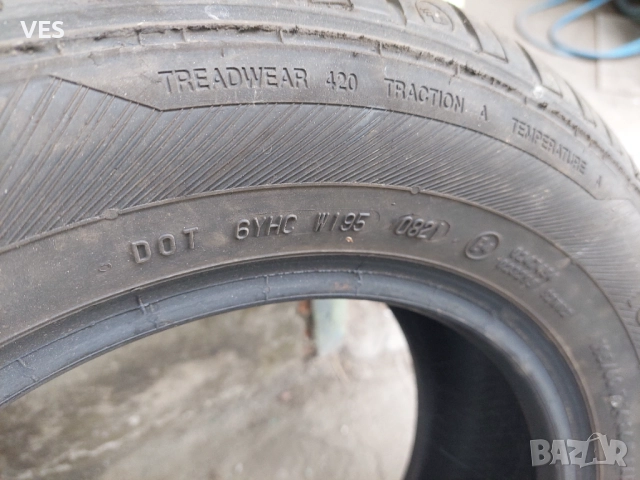 VES
TREADWEAR 420 TRACTION A TEMPERATURE A
DOT 6YHC W195 0821
BAZAR